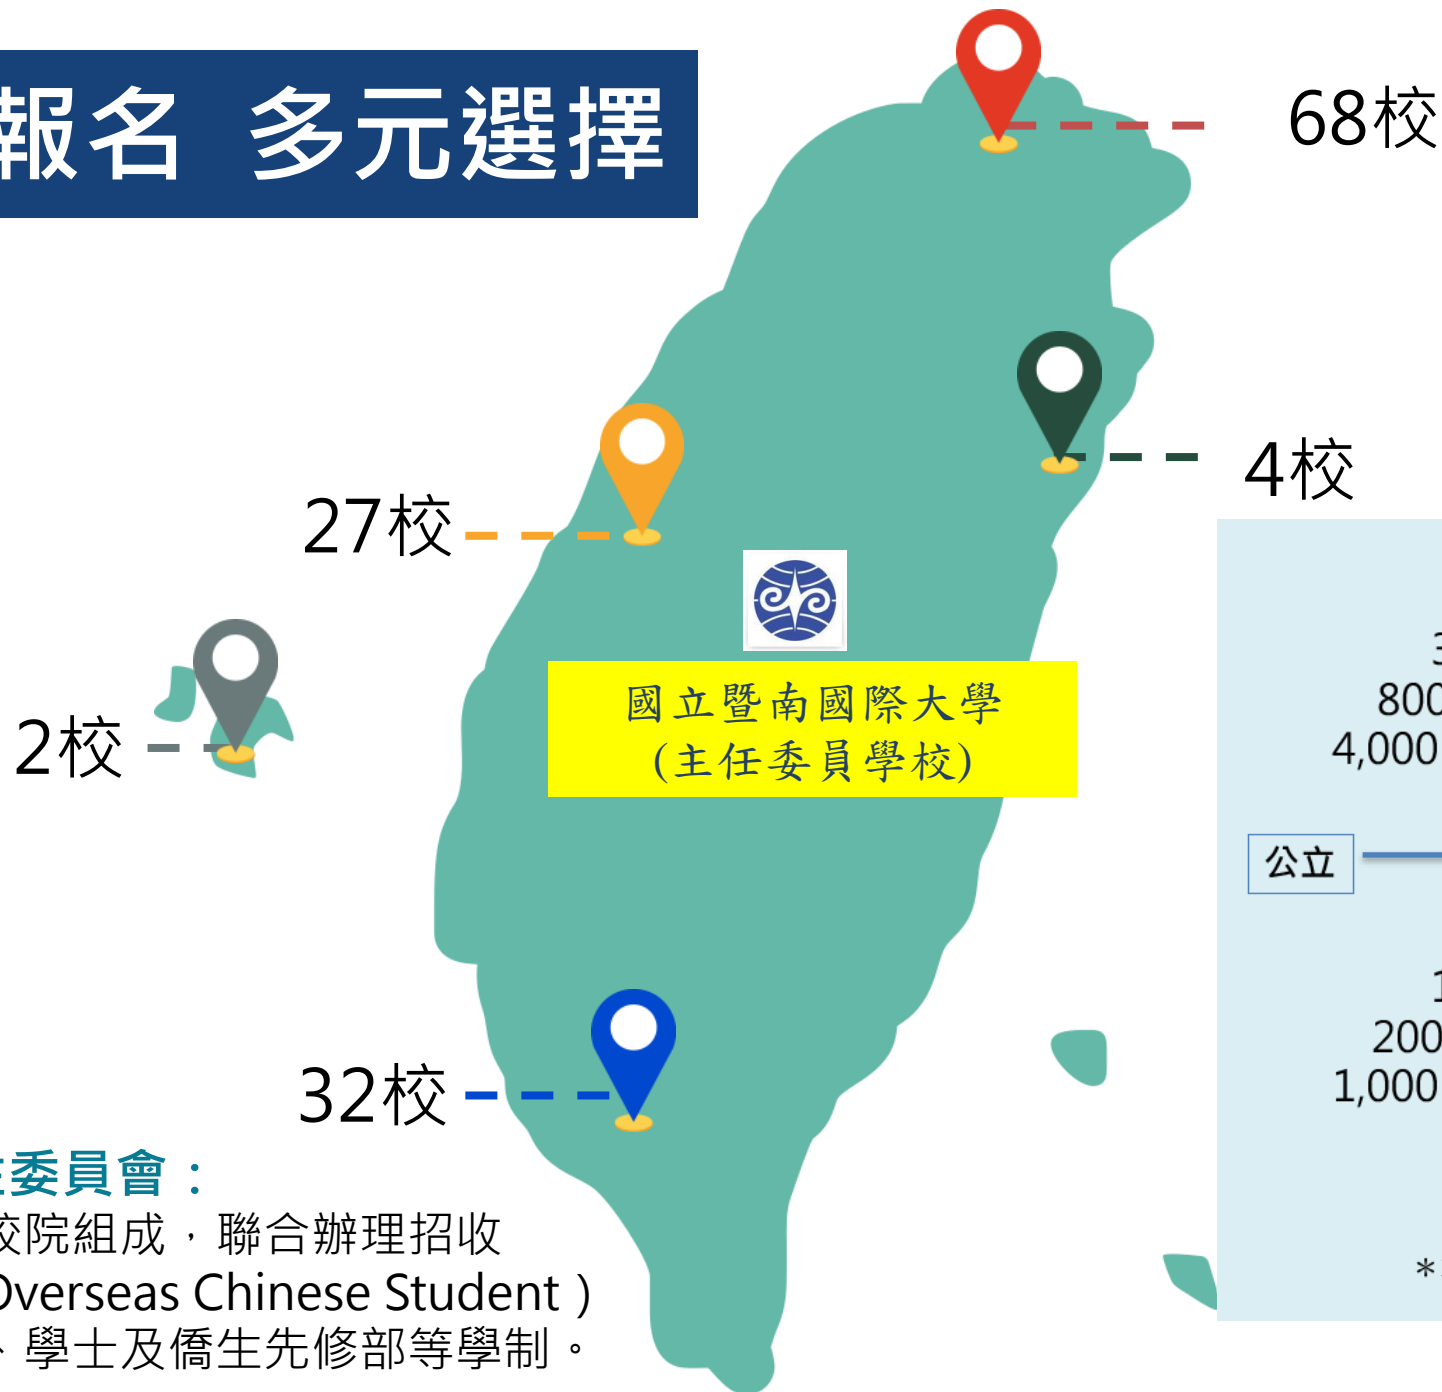 報名 多元選擇
68校
4校
27校
國立暨南國際大學
(主任委員學校)
2校
32校
800
4,000
公立
200
1,000
委員會：
校院組成，聯合辦理招收
Overseas Chinese Student）
、學士及僑生先修部等學制。